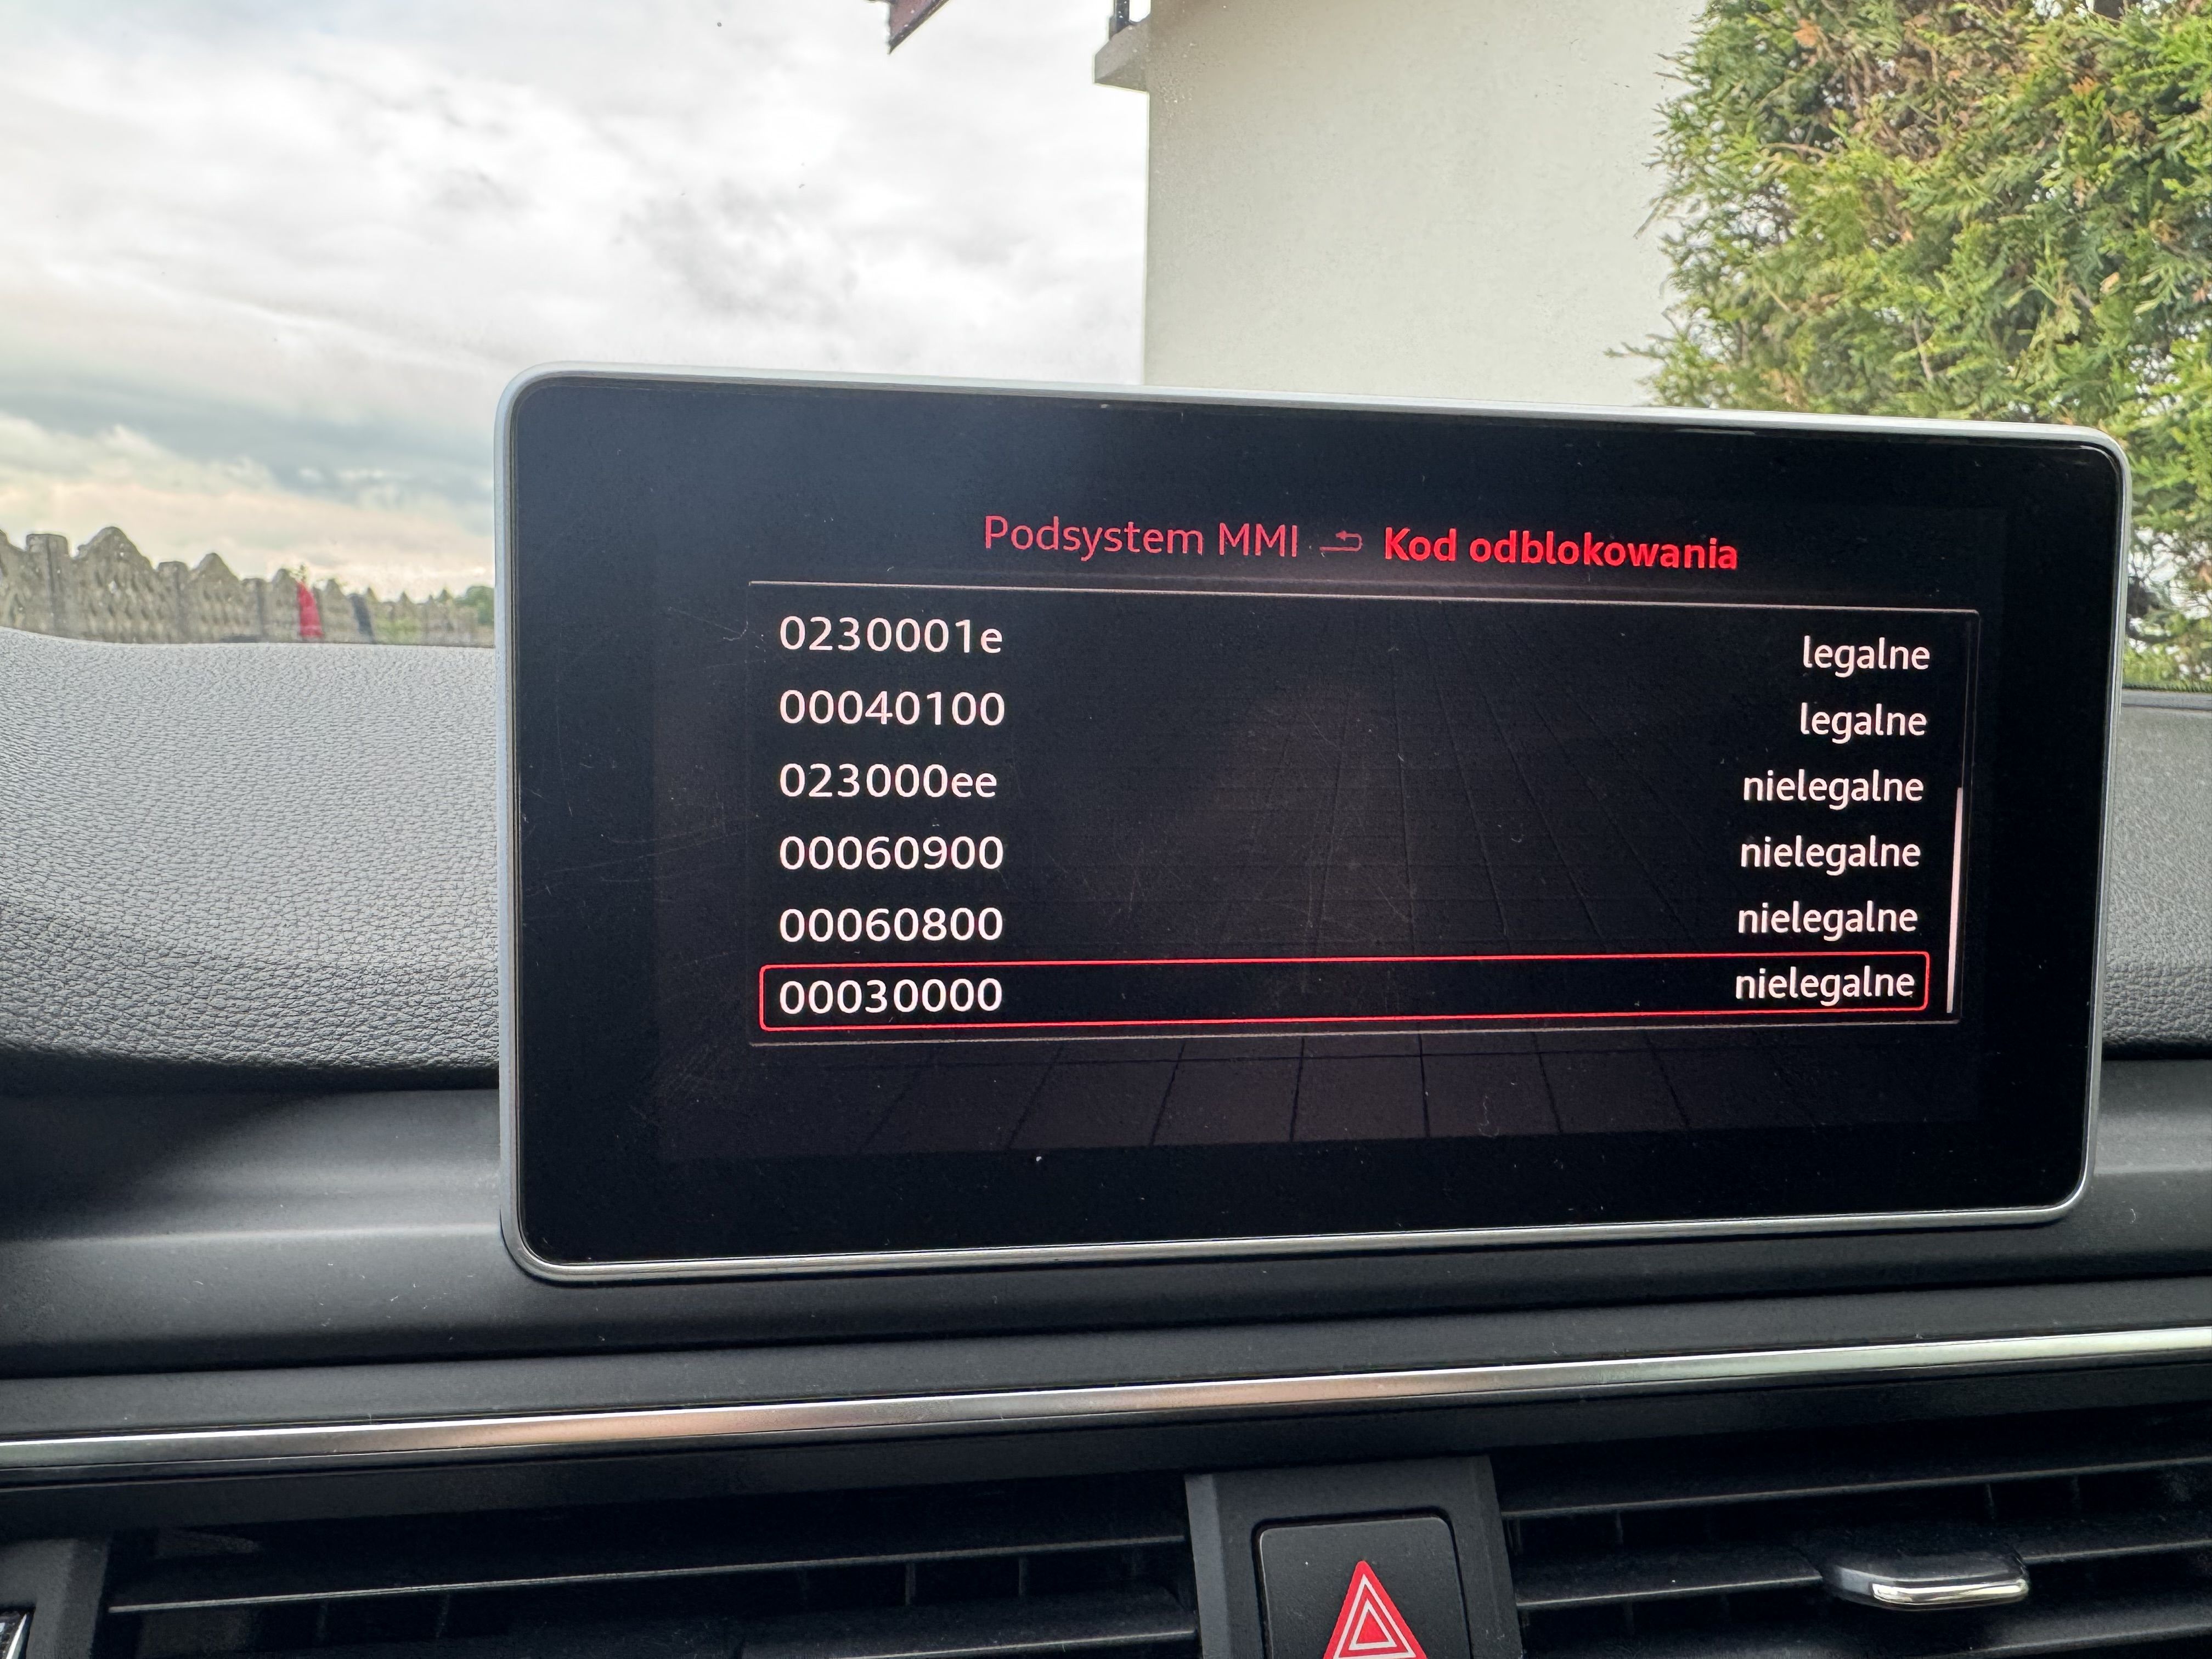 Podsystem MMI Kod odblokowania
0230001e legalne
00040100 legalne
023000ee nielegalne
00060900 nielegalne
00060800 nielegalne
00030000 nielegalne